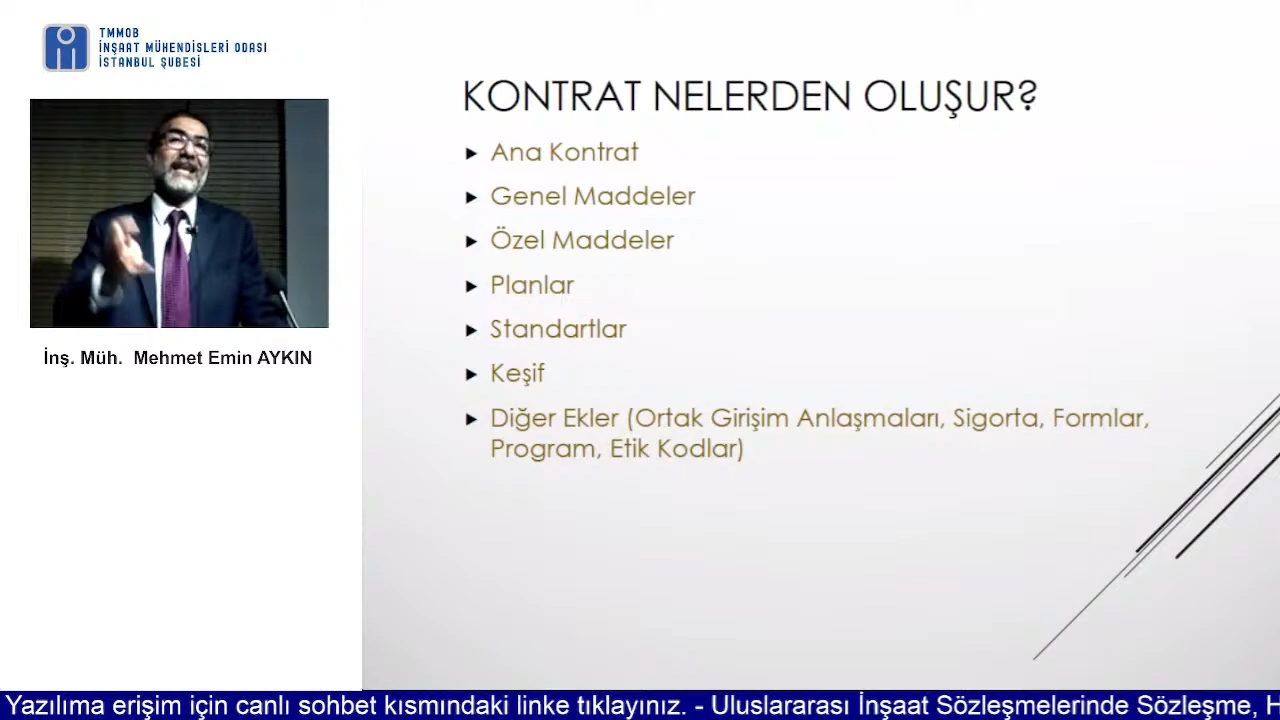 TMMOB
İNŞAAT MÜHENDİSLERİ ODASI
İSTANBUL ŞUBESİ
İnş. Müh. Mehmet Emin AYKIN
KONTRAT NELERDEN OLUŞUR?
Ana Kontrat
Genel Maddeler
Özel Maddeler
Planlar
Standartlar
Keşif
Diğer Ekler (Ortak Girişim Anlaşmaları, Sigorta, Formlar,
Program, Etik Kodlar)
Yazılıma erişim için canlı sohbet kısmındaki linke tıklayınız. - Uluslararası İnşaat Sözleşmelerinde Sözleşme, H